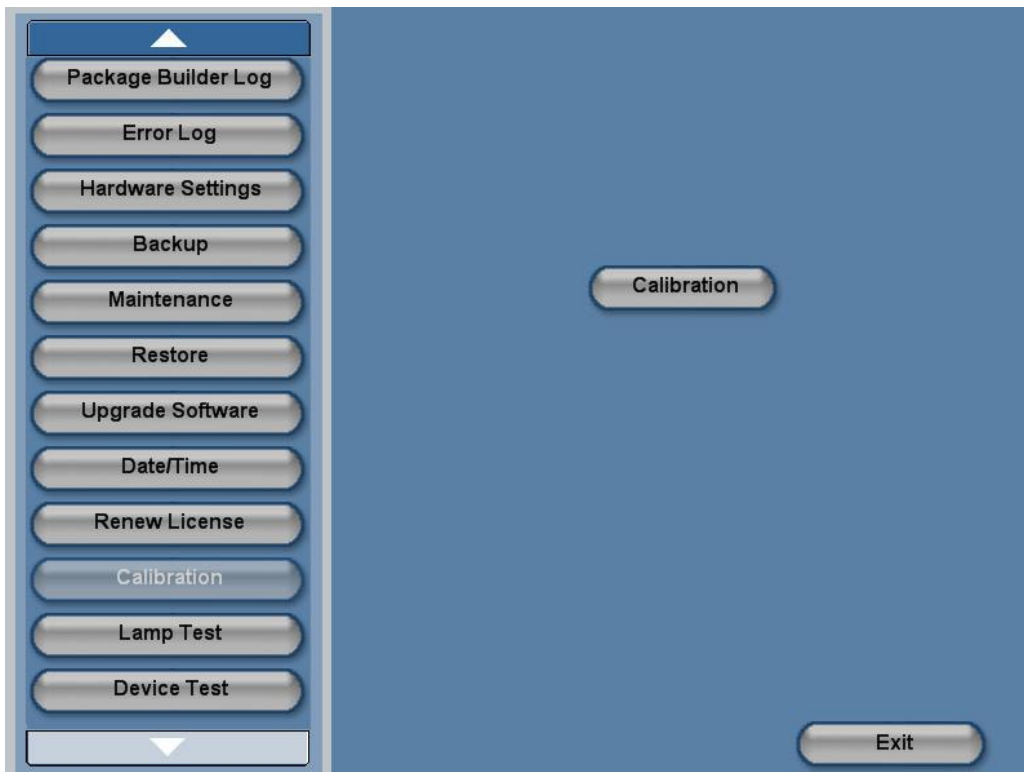 Package Builder Log
Error Log
Hardware Settings
Backup
Maintenance
Restore
Upgrade Software
Date/Time
Renew License
Calibration
Lamp Test
Device Test
Calibration
Exit